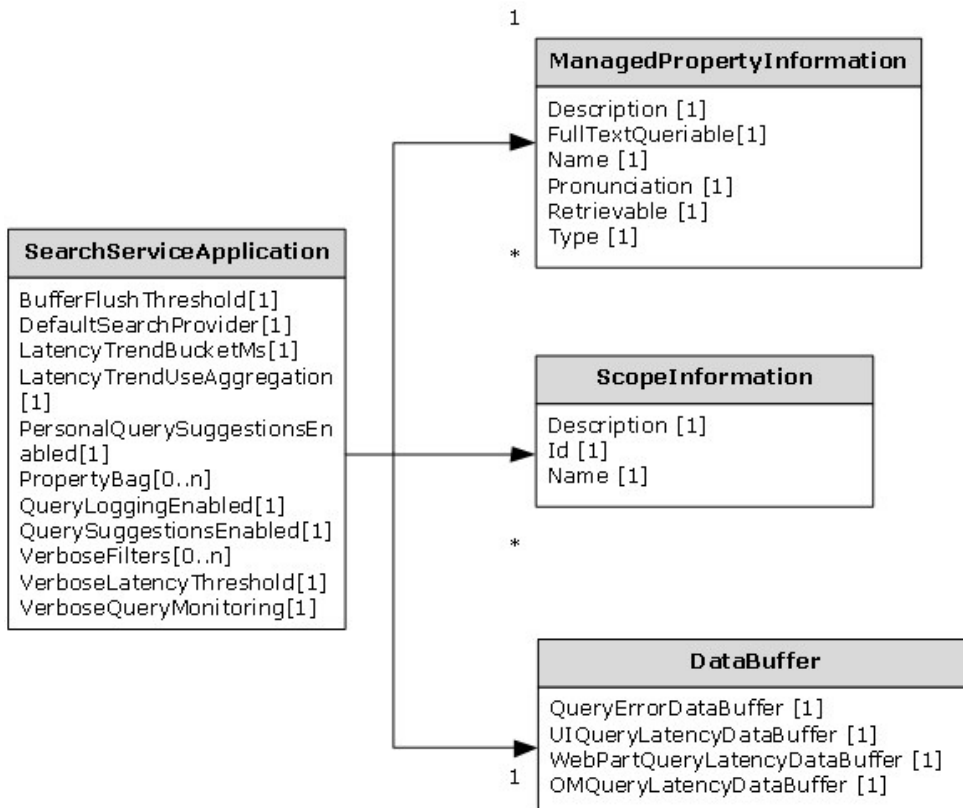 1
ManagedPropertyInformation
Description [1]
FullTextQueriable[1]
Name [1]
Pronunciation [1]
Retrievable [1]
Type [1]
*
SearchServiceApplication
BufferFlushThreshold[1]
DefaultSearchProvider[1]
LatencyTrendBucketMs[1]
LatencyTrendUseAggregation
[1]
PersonalQuerySuggestionsEn
abled[1]
PropertyBag[0..n]
QueryLoggingEnabled[1]
QuerySuggestionsEnabled[1]
VerboseFilters[0..n]
VerboseLatencyThreshold[1]
VerboseQueryMonitoring[1]
ScopeInformation
Description [1]
Id [1]
Name [1]
*
DataBuffer
QueryErrorDataBuffer [1]
UIQueryLatencyDataBuffer [1]
WebPartQueryLatencyDataBuffer [1]
OMQueryLatencyDataBuffer [1]
1